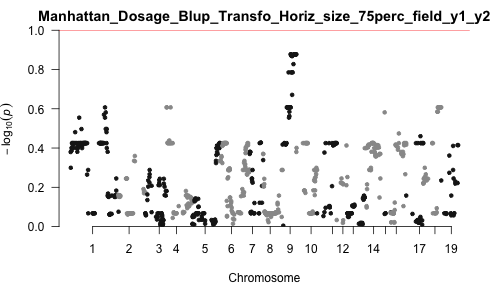 Manhattan_Dosage_Blup_Transfo_Horiz_size_75perc_field_y1_y2
1.0
0.8
0.6
0.4
0.2
0.0
− log10(p)
1 2 3 4 5 6 7 8 9 10 12 14 17 19
Chromosome